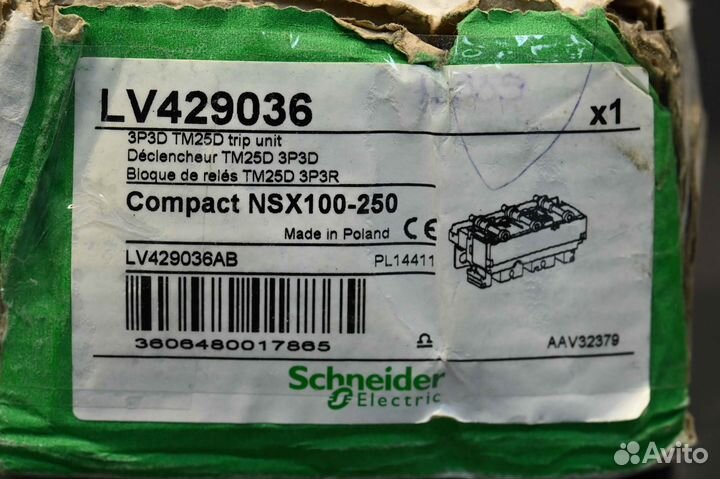 LV429036 x1
3P3D TM25D trip unit
Déclencheur TM25D 3P3D
Bloque de relés TM25D 3P3R
Compact NSX100-250
Made in Poland CE
LV429036AB PL14411
3606480017865
AAV32379
Schneider
Electric
Avito